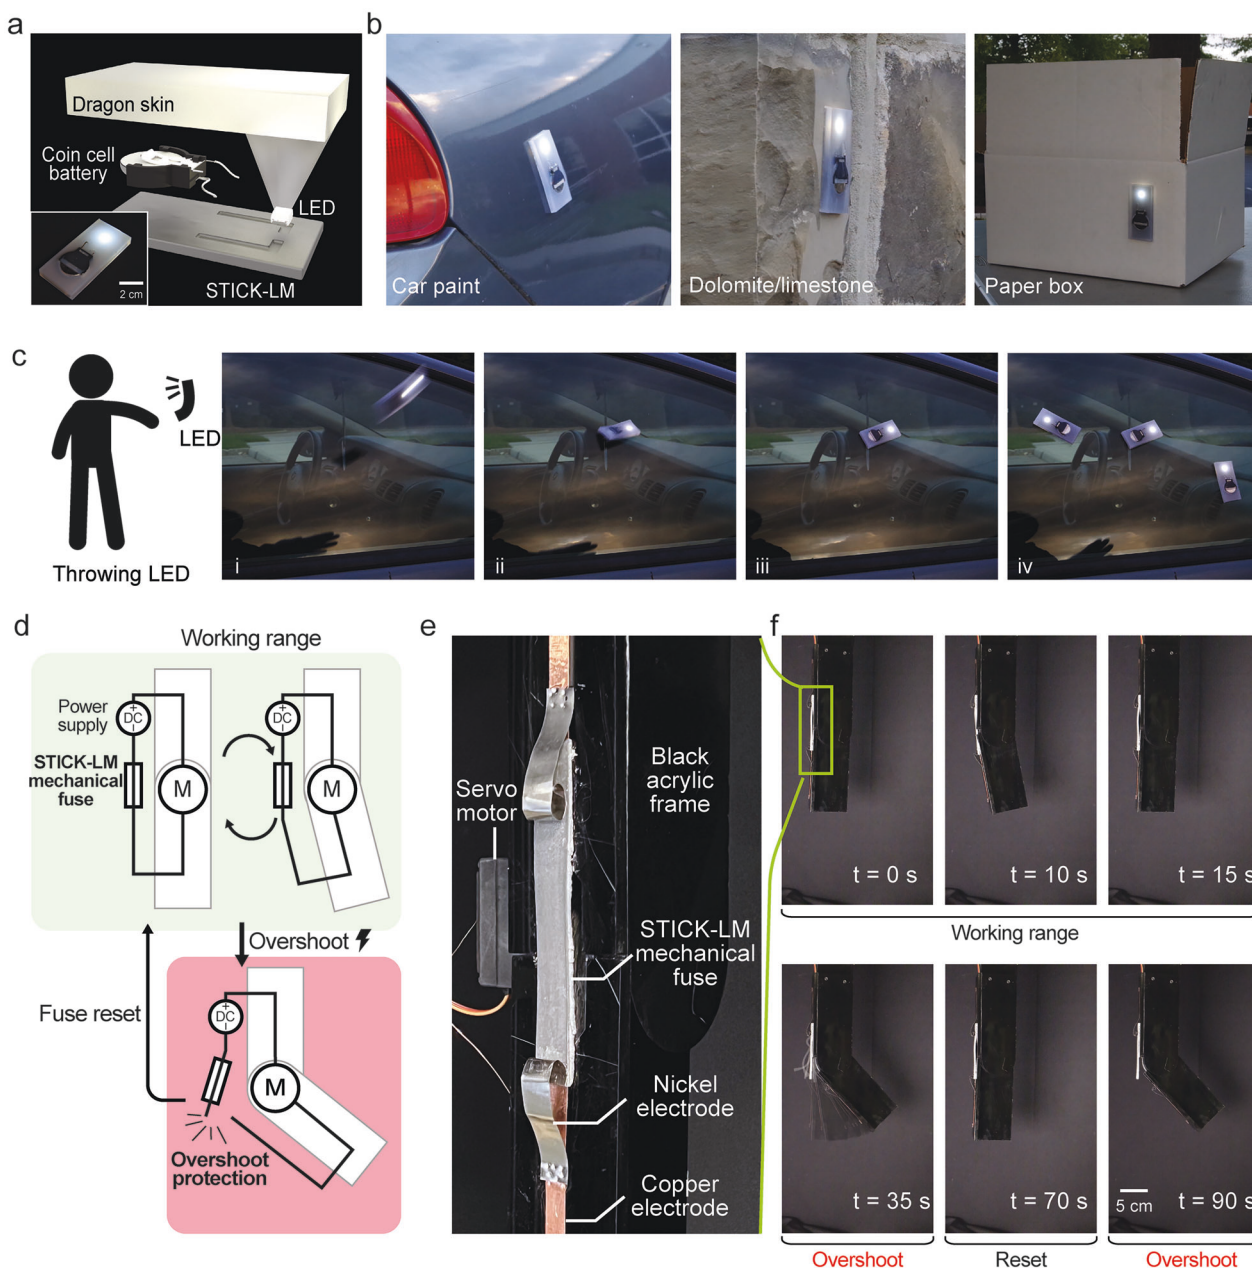 a
Dragon skin
Coin cell
battery
LED
2 cm
STICK-LM
b
Car paint
Dolomite/limestone
Paper box
c
LED
Throwing LED
i
ii
iii
iv
d
Working range
Power
supply
+
DC
−
STICK-LM
mechanical
fuse
M
+
DC
−
M
Overshoot
Fuse reset
+
DC
−
M
Overshoot
protection
e
Servo
motor
Black
acrylic
frame
STICK-LM
mechanical
fuse
Nickel
electrode
Copper
electrode
f
t = 0 s
t = 10 s
t = 15 s
Working range
t = 35 s
t = 70 s
5 cm
t = 90 s
Overshoot
Reset
Overshoot